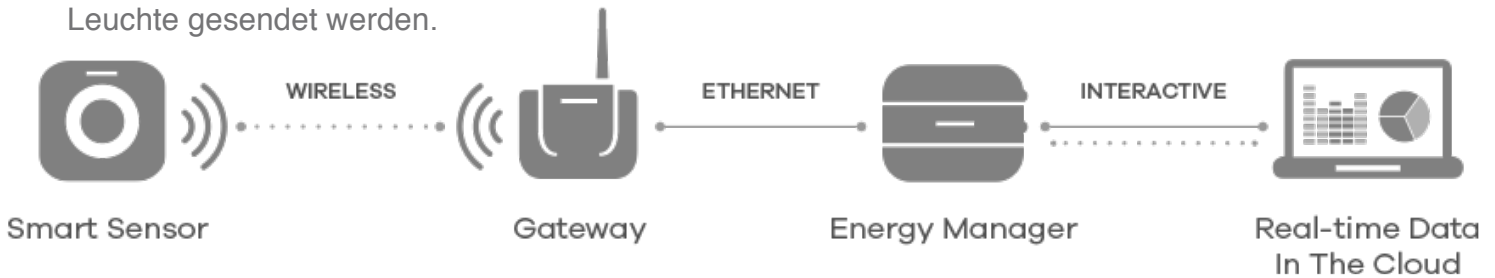 Leuchte gesendet werden.
WIRELESS
ETHERNET
INTERACTIVE
Smart Sensor
Gateway
Energy Manager
Real-time Data
In The Cloud